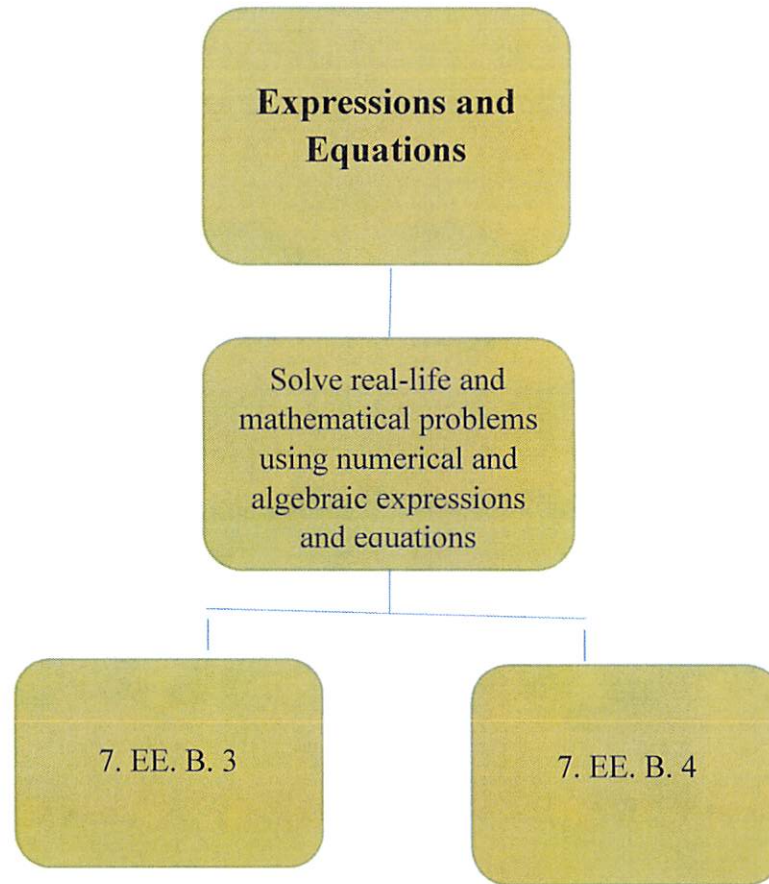 Expressions and
Equations
Solve real-life and
mathematical problems
using numerical and
algebraic expressions
and equations
7. EE. B. 3
7. EE. B. 4